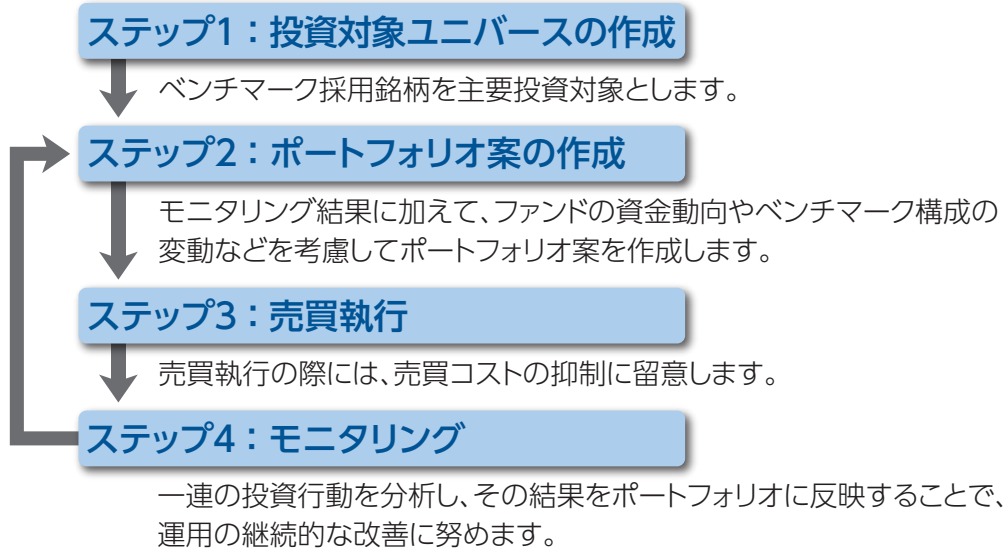 ステップ1：投資対象ユニバースの作成
ベンチマーク採用銘柄を主要投資対象とします。
ステップ2：ポートフォリオ案の作成
モニタリング結果に加えて、ファンドの資金動向やベンチマーク構成の
変動などを考慮してポートフォリオ案を作成します。
ステップ3：売買執行
売買執行の際には、売買コストの抑制に留意します。
ステップ4：モニタリング
一連の投資行動を分析し、その結果をポートフォリオに反映することで、
運用の継続的な改善に努めます。